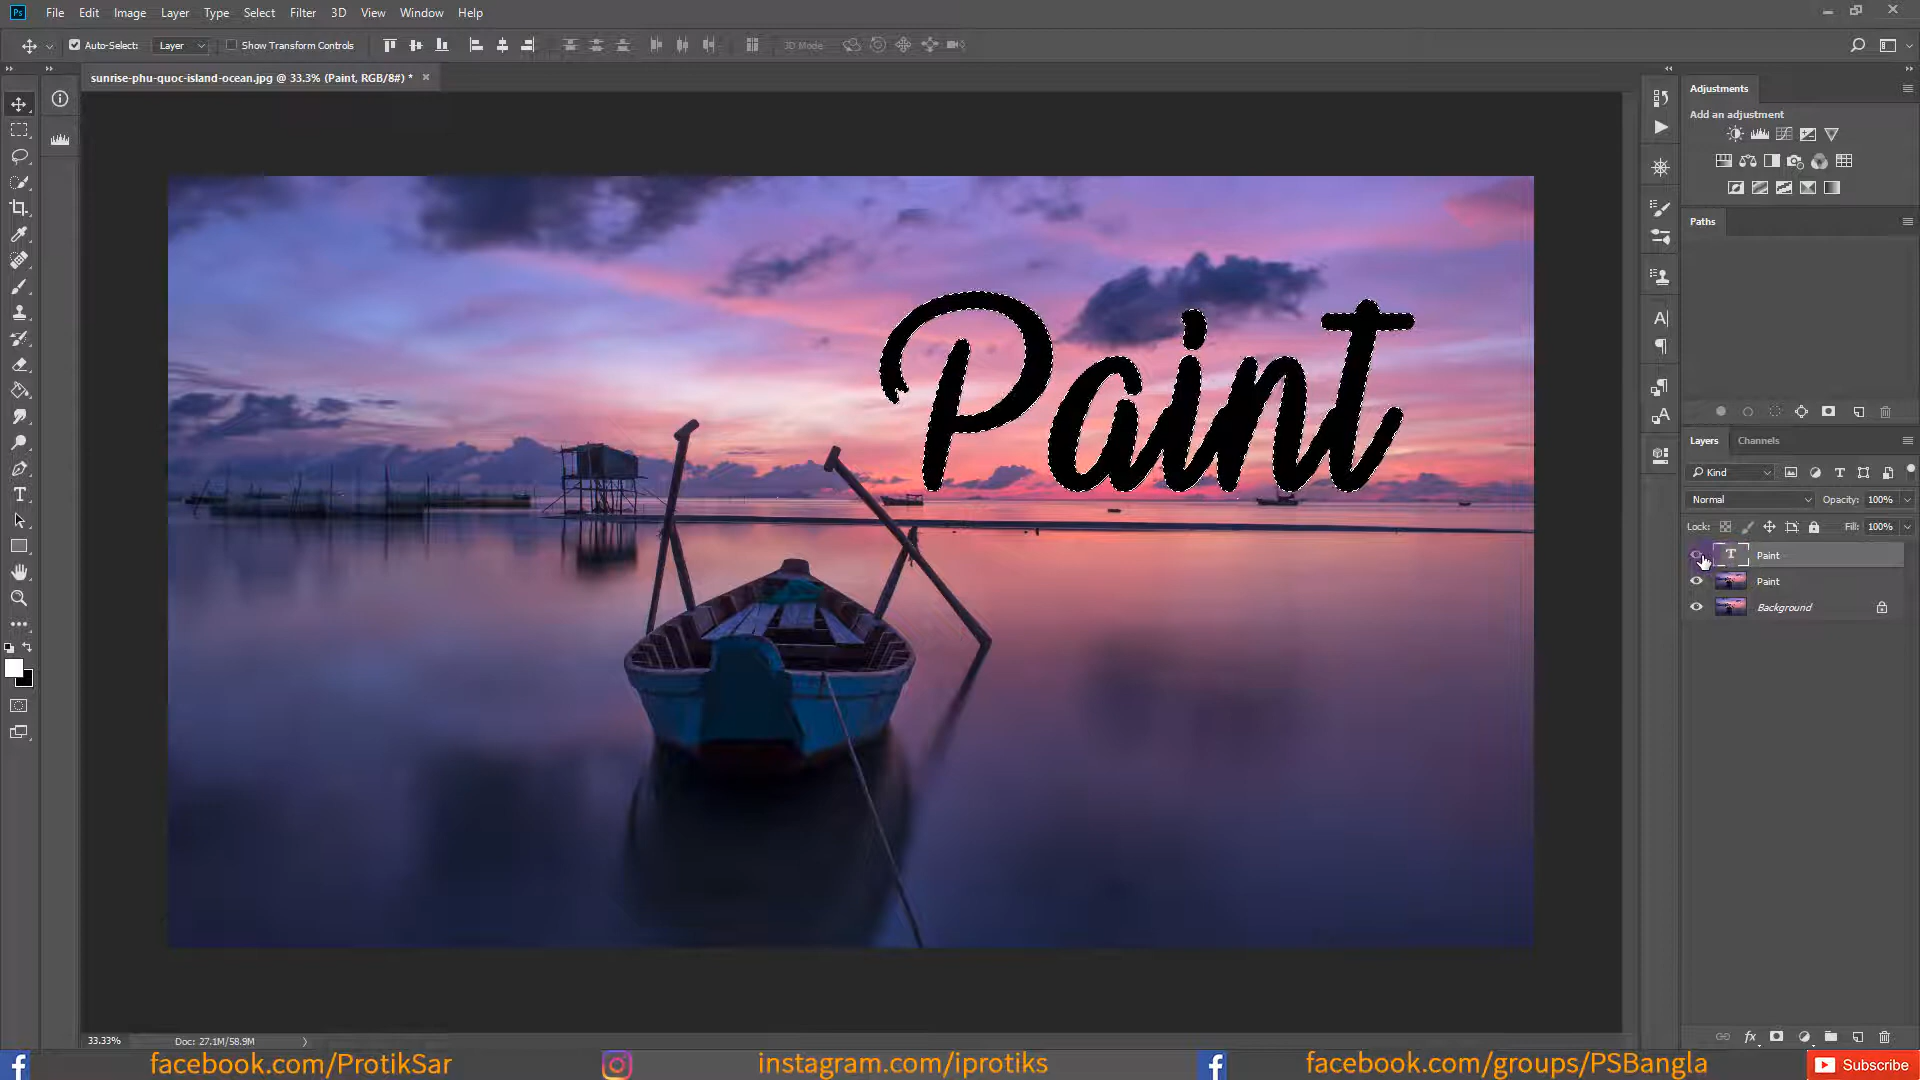 Ps File Edit Image Layer Type Select Filter 3D View Window Help
Auto-Select: Layer Show Transform Controls 3D Mode
sunrise-phu-quoc-island-ocean.jpg @ 33.3% (Paint, RGB/8#) *
Adjustments
Add an adjustment
Paths
Paint
Layers Channels
Kind
Normal Opacity: 100%
Lock: Fill: 100%
T Paint
Paint
Background
33.33% Doc: 27.1M/58.9M
facebook.com/ProtikSar instagram.com/iprotiks facebook.com/groups/PSBangla Subscribe